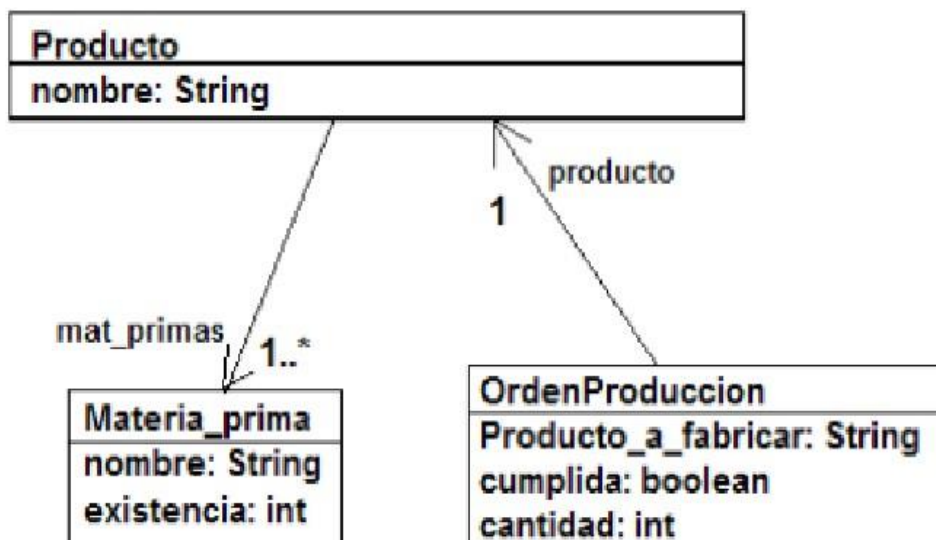 Producto
nombre: String
producto
1
mat_primas
1..*
Materia_prima
nombre: String
existencia: int
OrdenProduccion
Producto_a_fabricar: String
cumplida: boolean
cantidad: int